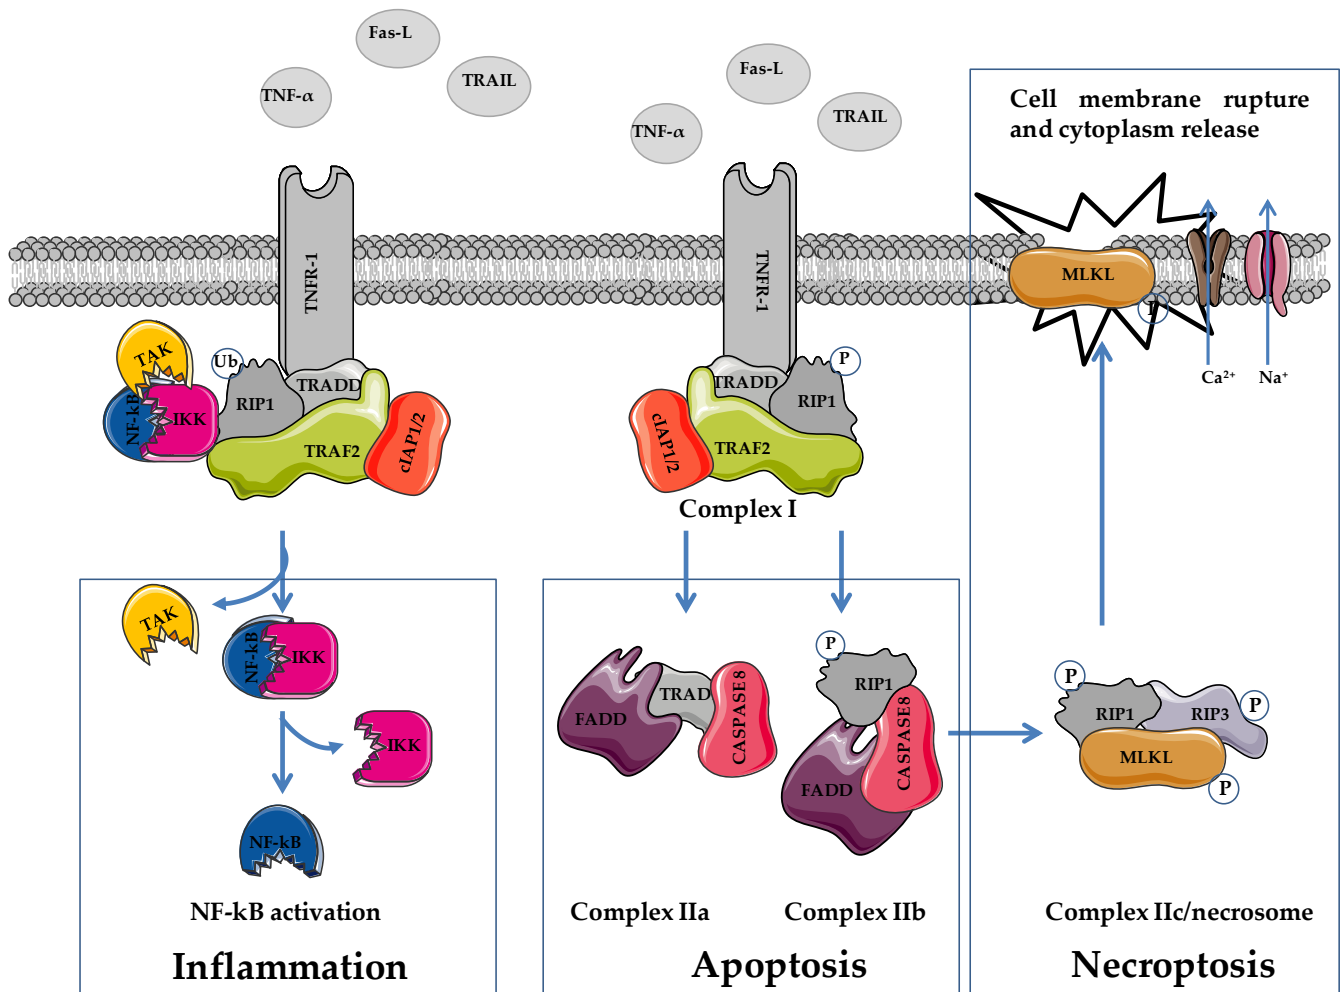 Fas-L
TNF-α
TRAIL
Fas-L
TNF-α
TRAIL
Cell membrane rupture
and cytoplasm release
TNFR-1
TNFR-1
MLKL
P
Ca²⁺
Na⁺
TAK
NF-kB
IKK
Ub
RIP1
TRADD
TRAF2
cIAP1/2
cIAP1/2
TRADD
RIP1
P
TRAF2
Complex I
TAK
NF-kB
IKK
IKK
NF-kB
NF-kB activation
Inflammation
FADD
TRAD
CASPASE8
Complex IIa
P
RIP1
CASPASE8
FADD
Complex IIb
Apoptosis
P
RIP1
RIP3
P
MLKL
P
Complex IIc/necrosome
Necroptosis